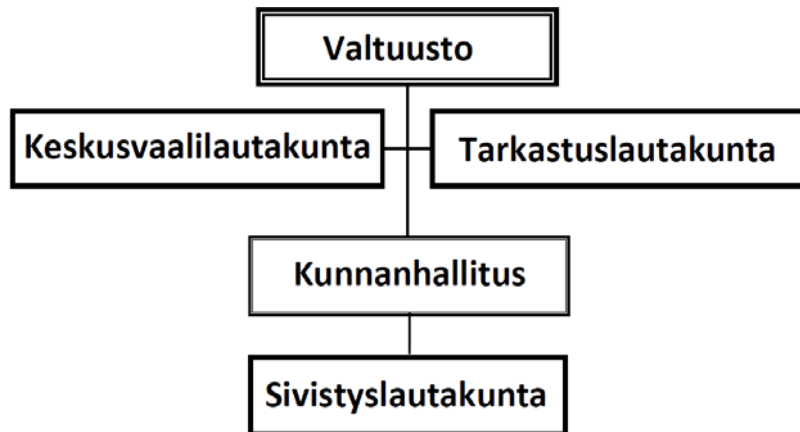 Valtuusto
Keskusvaalilautakunta
Tarkastuslautakunta
Kunnanhallitus
Sivistyslautakunta